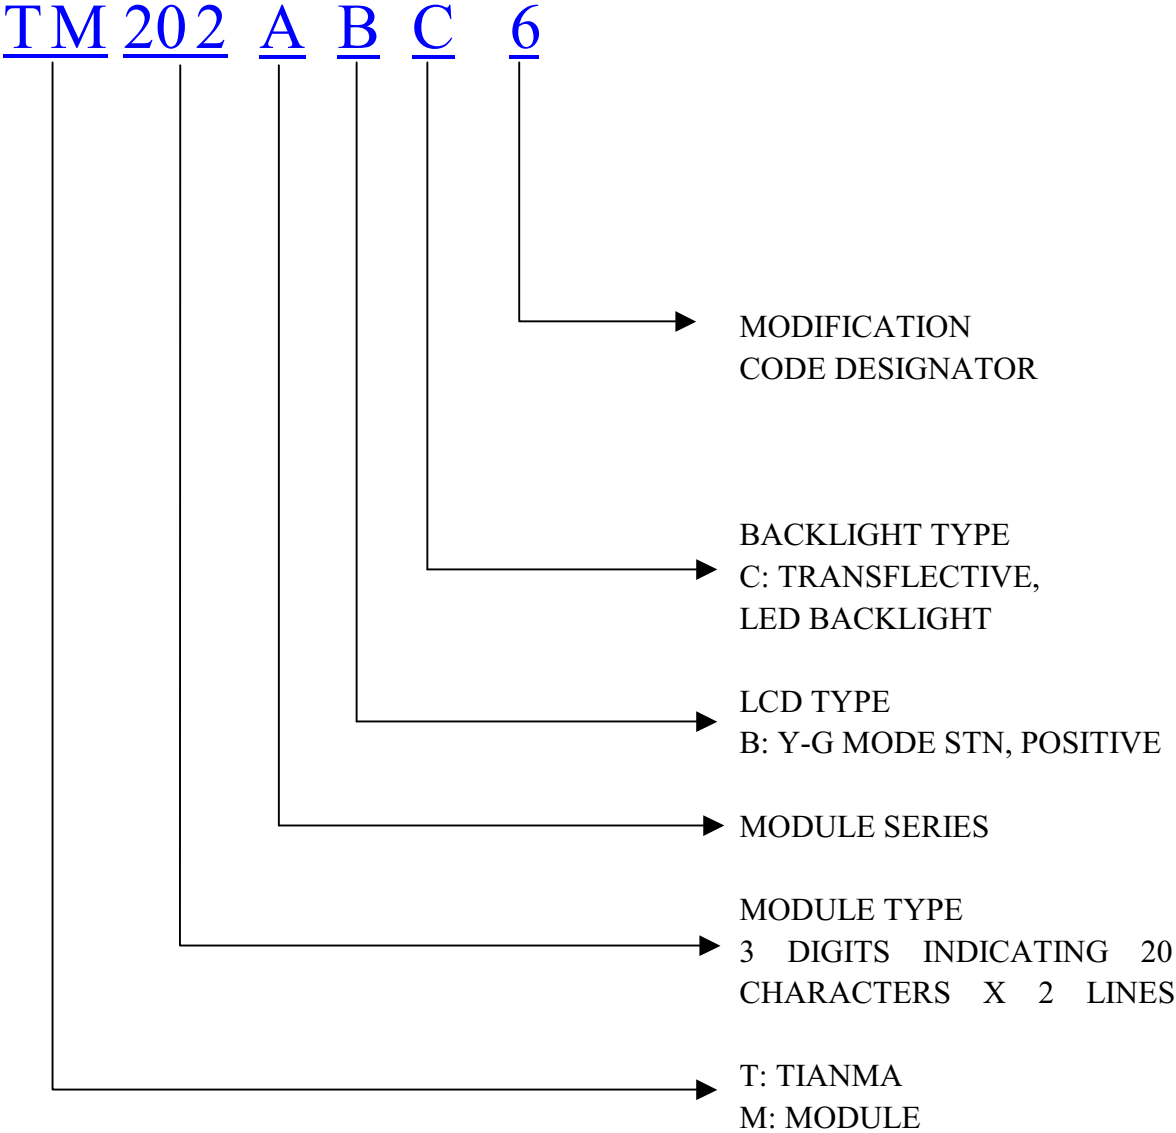 TM 202 A B C 6
MODIFICATION
CODE DESIGNATOR
BACKLIGHT TYPE
C: TRANSFLECTIVE,
LED BACKLIGHT
LCD TYPE
B: Y-G MODE STN, POSITIVE
MODULE SERIES
MODULE TYPE
3 DIGITS INDICATING 20
CHARACTERS X 2 LINES
T: TIANMA
M: MODULE